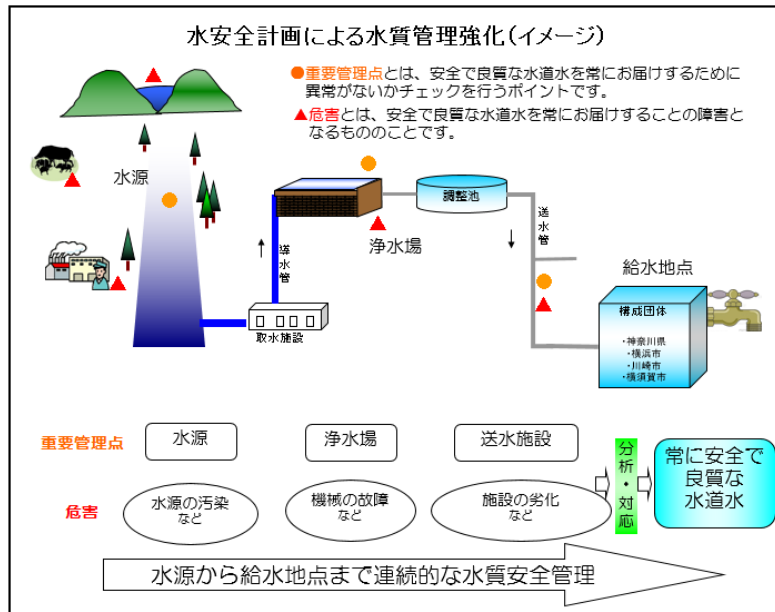 水安全計画による水質管理強化(イメージ)
●重要管理点とは、安全で良質な水道水を常にお届けするために
異常がないかチェックを行うポイントです。
▲危害とは、安全で良質な水道水を常にお届けすることの障害と
なるもののことです。
水源
導水管
取水施設
浄水場
調整池
送水管
給水地点
構成団体
・神奈川県
・横浜市
・川崎市
・横須賀市
重要管理点
水源
浄水場
送水施設
危害
水源の汚染
など
機械の故障
など
施設の劣化
など
分析・対応
常に安全で
良質な
水道水
水源から給水地点まで連続的な水質安全管理